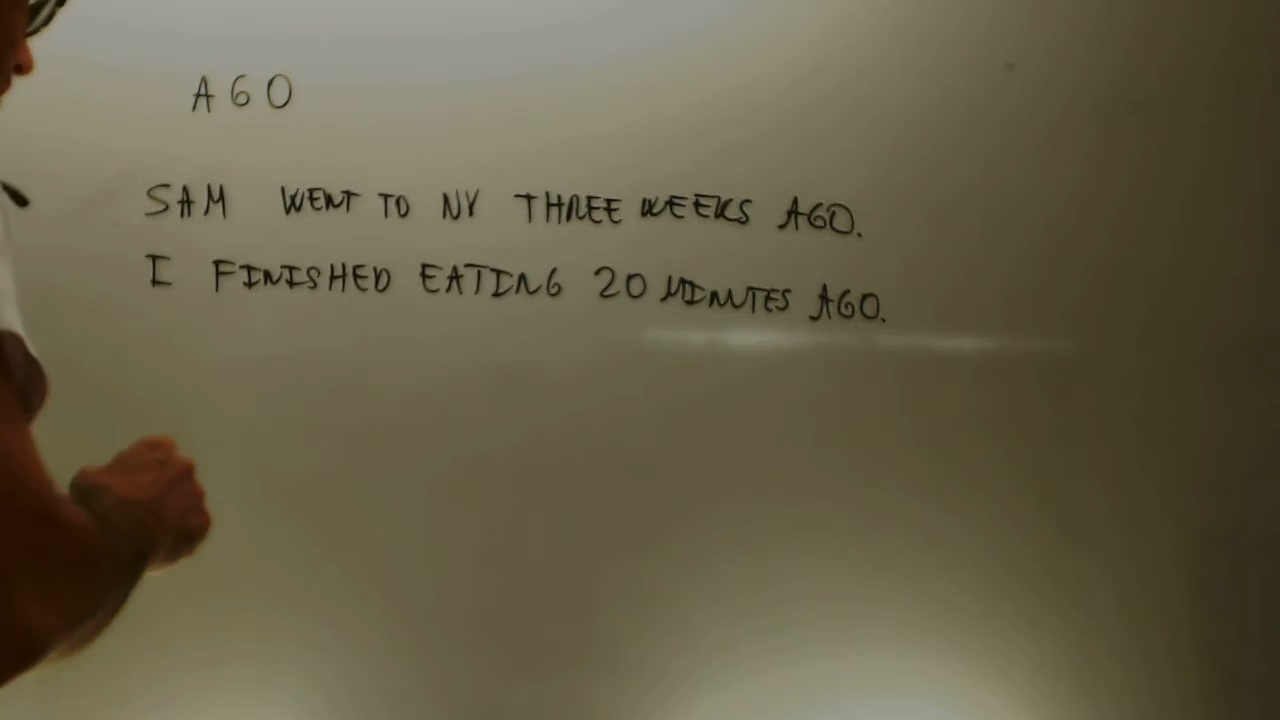 AGO
SAM WENT TO NY THREE WEEKS AGO.
I FINISHED EATING 20 MINUTES AGO.